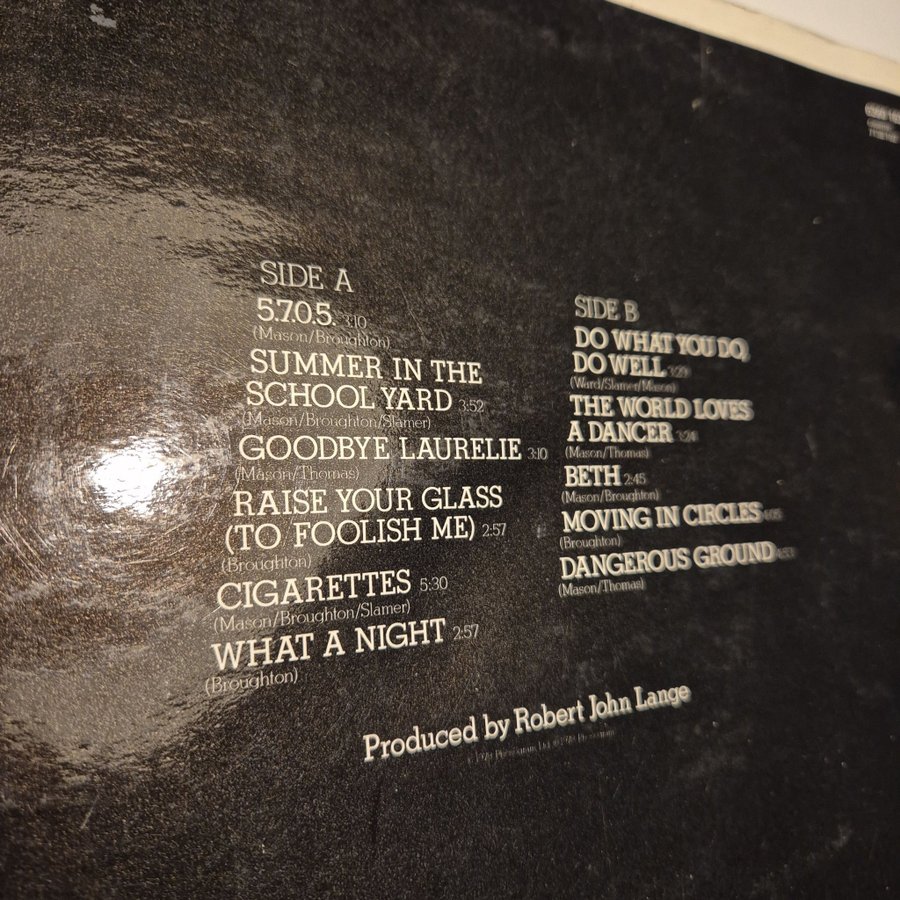 SIDE A
5.7.0.5. 3:10
(Mason/Broughton)
SUMMER IN THE
SCHOOL YARD 3:52
(Mason/Broughton/Slamer)
GOODBYE LAURELIE 3:10
(Mason/Thomas)
RAISE YOUR GLASS
(TO FOOLISH ME) 2:57
(Broughton)
CIGARETTES 5:30
(Mason/Broughton/Slamer)
WHAT A NIGHT 2:57
(Broughton)
SIDE B
DO WHAT YOU DO,
DO WELL
(Ward/Slamer/Mason)
THE WORLD LOVES
A DANCER
(Mason/Thomas)
BETH 2:45
(Mason/Broughton)
MOVING IN CIRCLES
(Broughton)
DANGEROUS GROUND
(Mason/Thomas)
Produced by Robert John Lange